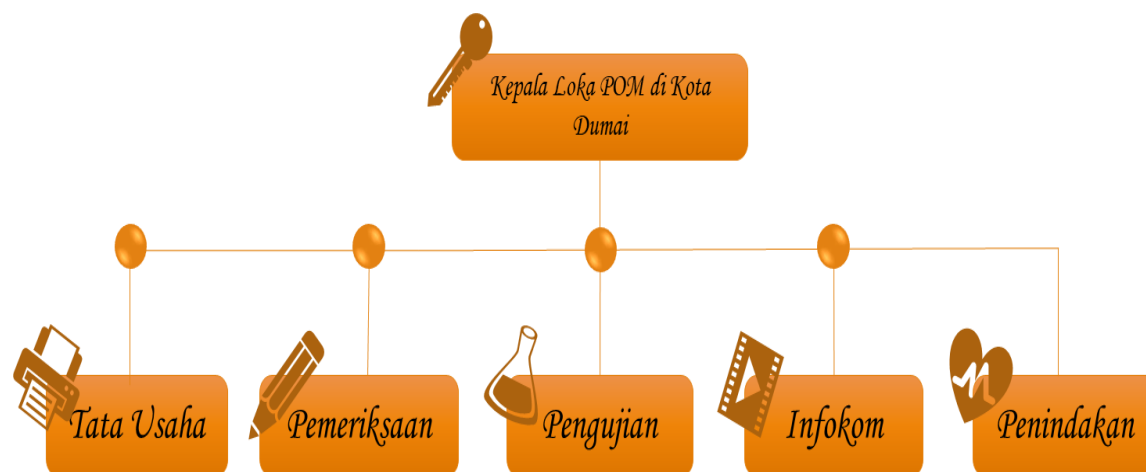 Kepala Loka POM di Kota
Dumai
Tata Usaha
Pemeriksaan
Pengujian
Infokom
Penindakan